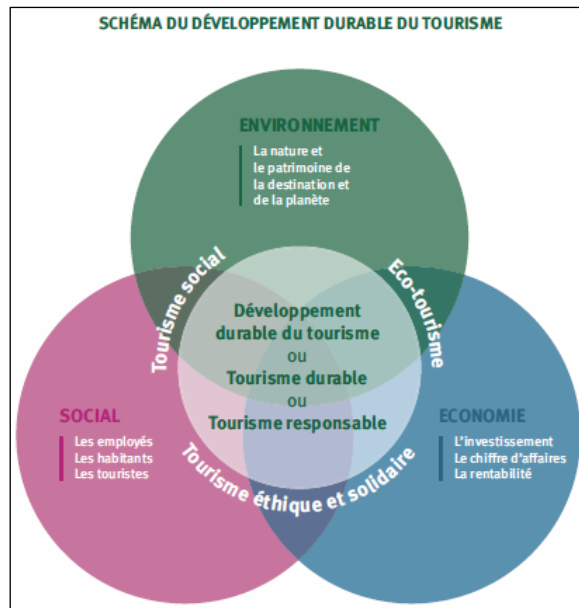 SCHÉMA DU DÉVELOPPEMENT DURABLE DU TOURISME
ENVIRONNEMENT
La nature et
le patrimoine de
la destination et
de la planète
Tourisme social
Eco-tourisme
Développement
durable du tourisme
ou
Tourisme durable
ou
Tourisme responsable
SOCIAL
Les employés
Les habitants
Les touristes
ECONOMIE
L'investissement
Le chiffre d'affaires
La rentabilité
Tourisme éthique et solidaire